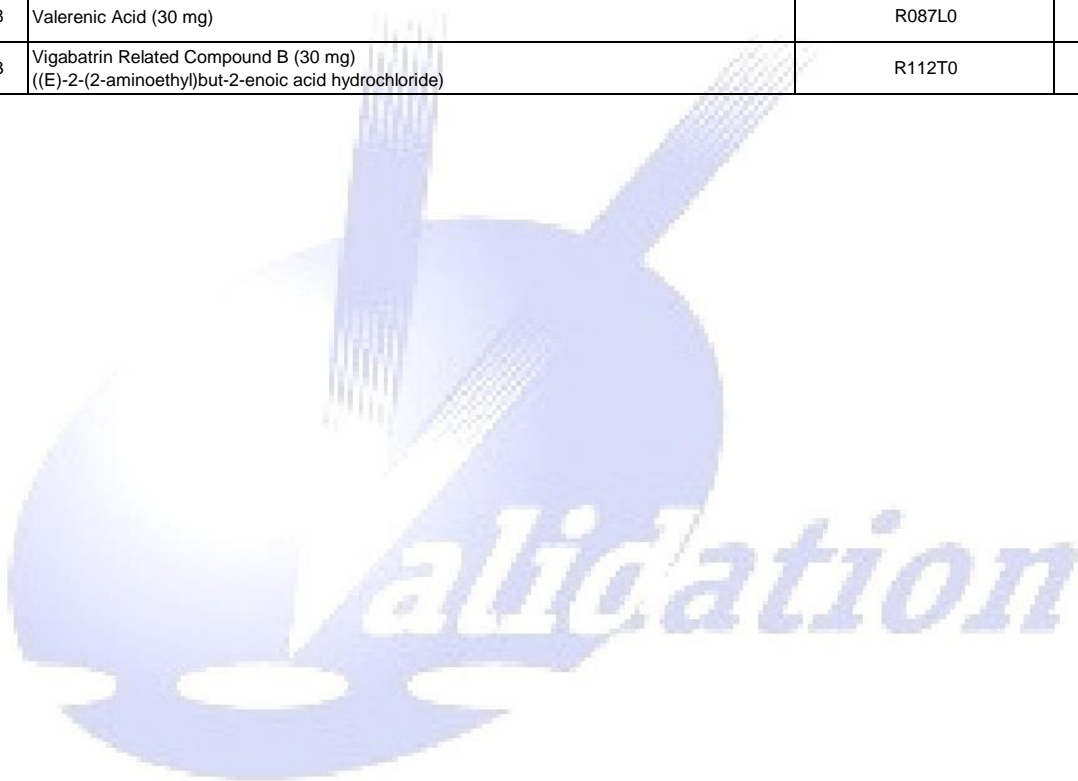 Valerenic Acid (30 mg) R087L0
Vigabatrin Related Compound B (30 mg)
((E)-2-(2-aminoethyl)but-2-enoic acid hydrochloride) R112T0
Validation